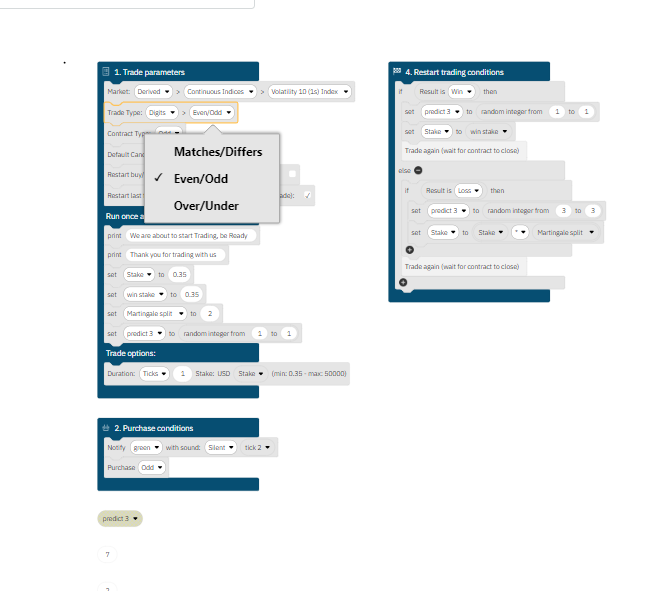 1. Trade parameters
Market: Derived > Continuous Indices > Volatility 10 (1s) Index
Trade Type: Digits > Even/Odd
Contract Typ
Matches/Differs
Even/Odd
Over/Under
Default Can
Restart buy/
Restart last
ade):
Run once a
print We are about to start Trading, be Ready
print Thank you for trading with us
set Stake to 0.35
set win stake to 0.35
set Martingale split to 2
set predict 3 to random integer from 1 to 1
Trade options:
Duration: Ticks 1 Stake: USD Stake (min: 0.35 - max: 50000)
2. Purchase conditions
Notify green with sound: Silent tick 2
Purchase Odd
predict 3
7
4. Restart trading conditions
if Result is Win then
set predict 3 to random integer from 1 to 1
set Stake to win stake
Trade again (wait for contract to close)
else
if Result is Loss then
set predict 3 to random integer from 3 to 3
set Stake to Stake * Martingale split
Trade again (wait for contract to close)